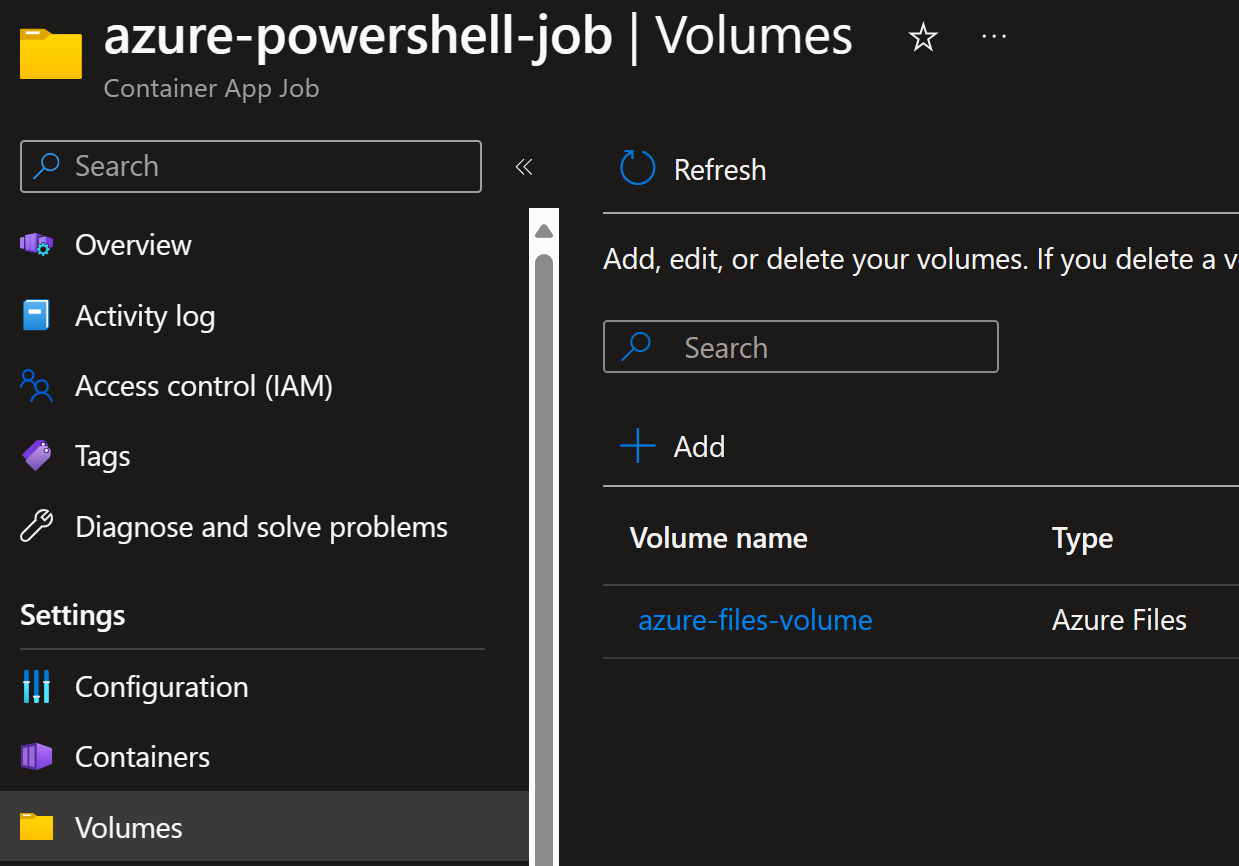 azure-powershell-job | Volumes
Container App Job
Search
Overview
Activity log
Access control (IAM)
Tags
Diagnose and solve problems
Settings
Configuration
Containers
Volumes
Refresh
Add, edit, or delete your volumes. If you delete a v
Search
Add
Volume name Type
azure-files-volume Azure Files